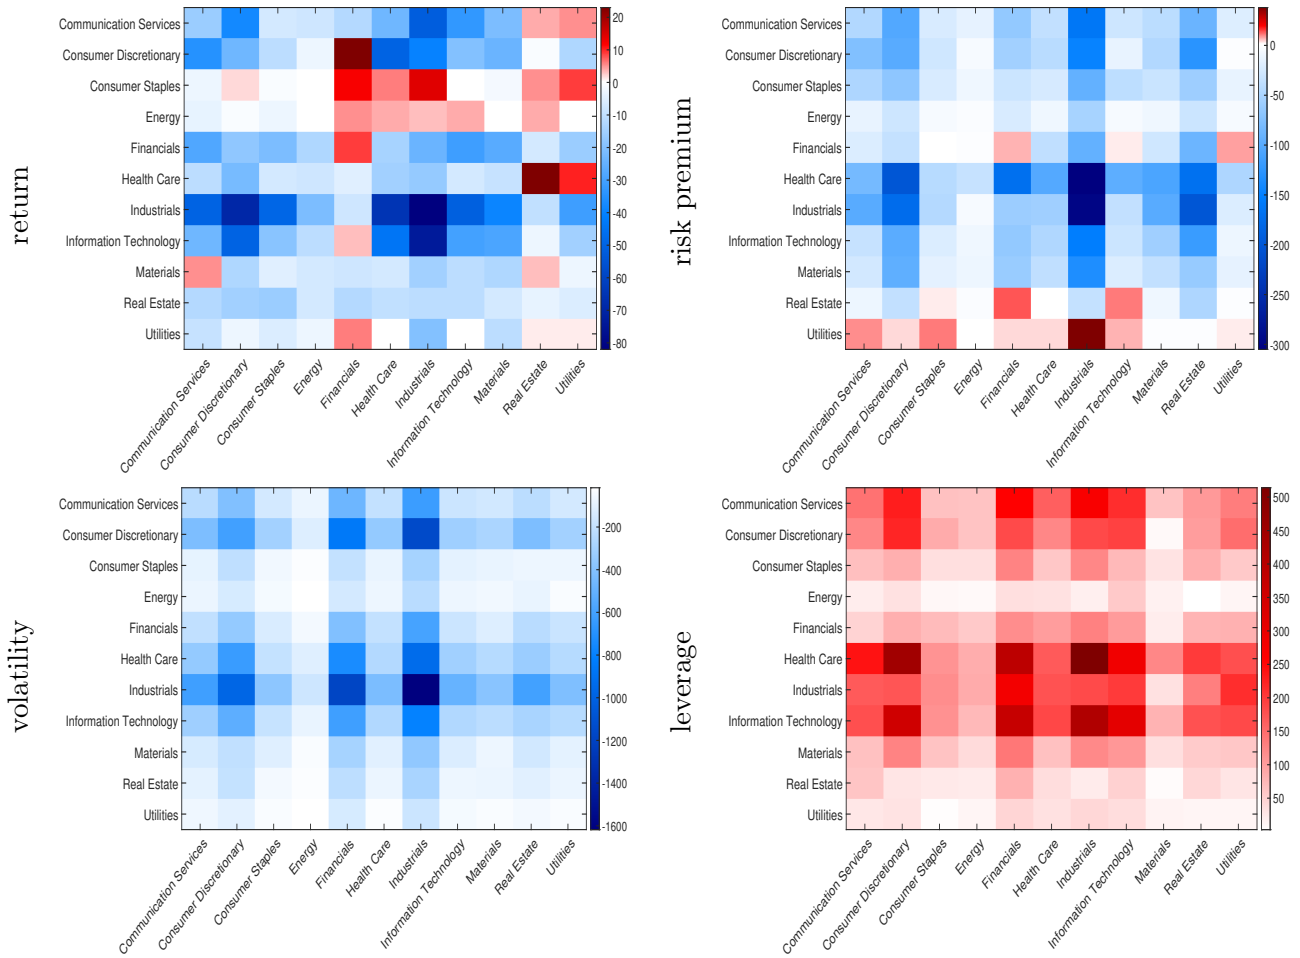 return
Communication Services
Consumer Discretionary
Consumer Staples
Energy
Financials
Health Care
Industrials
Information Technology
Materials
Real Estate
Utilities
Communication Services
Consumer Discretionary
Consumer Staples
Energy
Financials
Health Care
Industrials
Information Technology
Materials
Real Estate
Utilities
20
10
0
-10
-20
-30
-40
-50
-60
-70
-80
risk premium
Communication Services
Consumer Discretionary
Consumer Staples
Energy
Financials
Health Care
Industrials
Information Technology
Materials
Real Estate
Utilities
Communication Services
Consumer Discretionary
Consumer Staples
Energy
Financials
Health Care
Industrials
Information Technology
Materials
Real Estate
Utilities
0
-50
-100
-150
-200
-250
-300
volatility
Communication Services
Consumer Discretionary
Consumer Staples
Energy
Financials
Health Care
Industrials
Information Technology
Materials
Real Estate
Utilities
Communication Services
Consumer Discretionary
Consumer Staples
Energy
Financials
Health Care
Industrials
Information Technology
Materials
Real Estate
Utilities
-200
-400
-600
-800
-1000
-1200
-1400
-1600
leverage
Communication Services
Consumer Discretionary
Consumer Staples
Energy
Financials
Health Care
Industrials
Information Technology
Materials
Real Estate
Utilities
Communication Services
Consumer Discretionary
Consumer Staples
Energy
Financials
Health Care
Industrials
Information Technology
Materials
Real Estate
Utilities
500
450
400
350
300
250
200
150
100
50